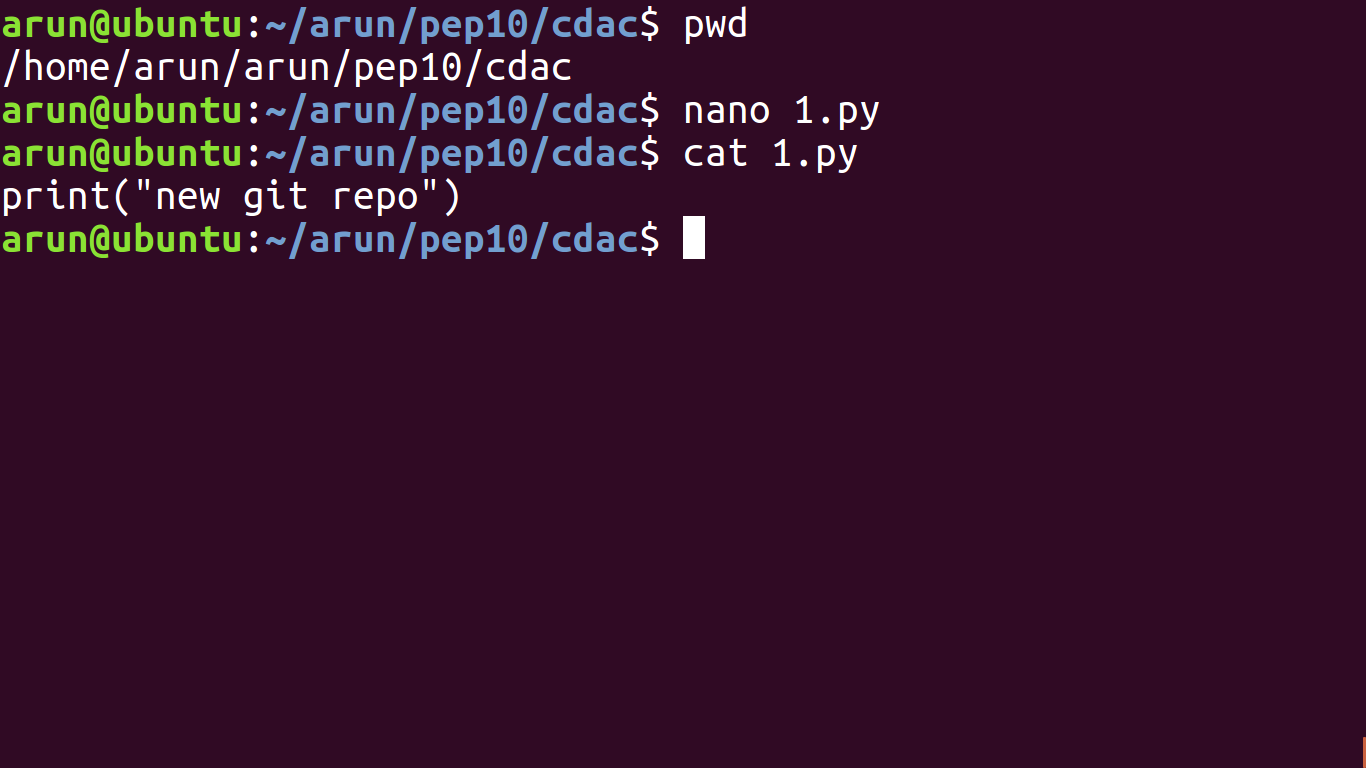 arun@ubuntu:~/arun/pep10/cdac$ pwd
/home/arun/arun/pep10/cdac
arun@ubuntu:~/arun/pep10/cdac$ nano 1.py
arun@ubuntu:~/arun/pep10/cdac$ cat 1.py
print("new git repo")
arun@ubuntu:~/arun/pep10/cdac$